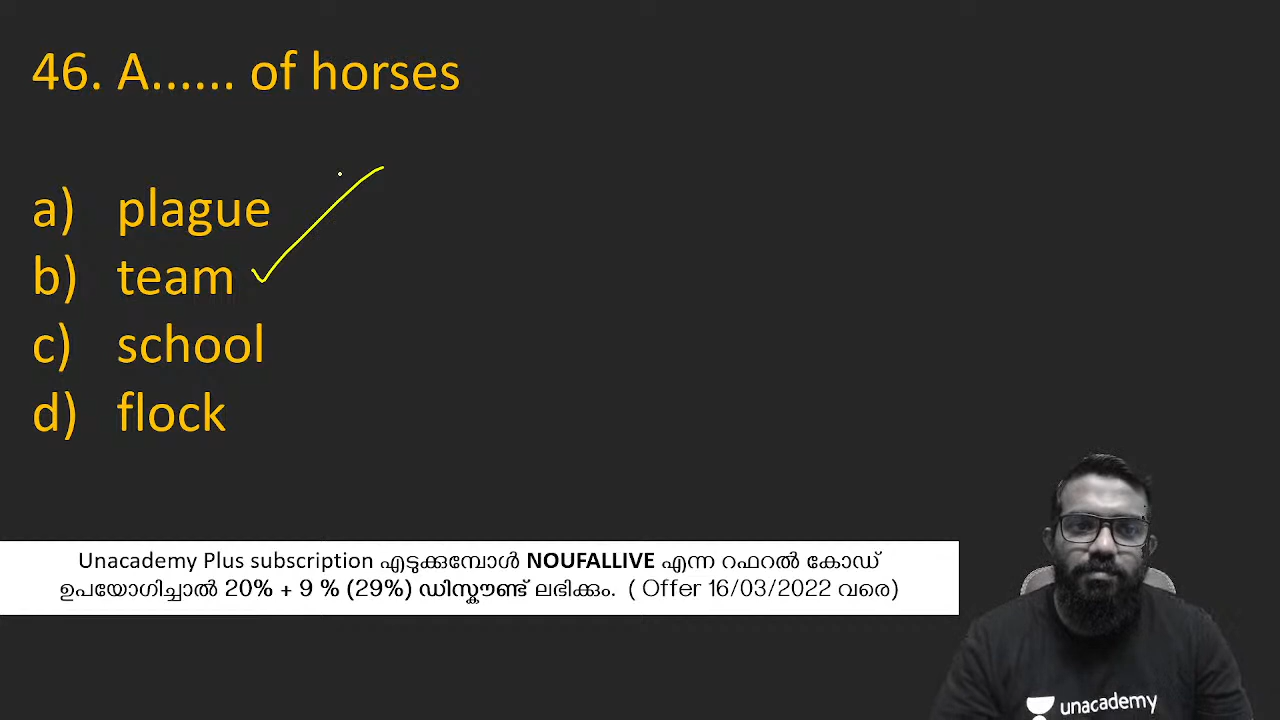 46. A...... of horses
a) plague
b) team
c) school
d) flock
Unacademy Plus subscription എടുക്കുമ്പോൾ NOUFALLIVE എന്ന റഫറൽ കോഡ്
ഉപയോഗിച്ചാൽ 20% + 9 % (29%) ഡിസ്കൗണ്ട് ലഭിക്കും. ( Offer 16/03/2022 വരെ)
unacademy